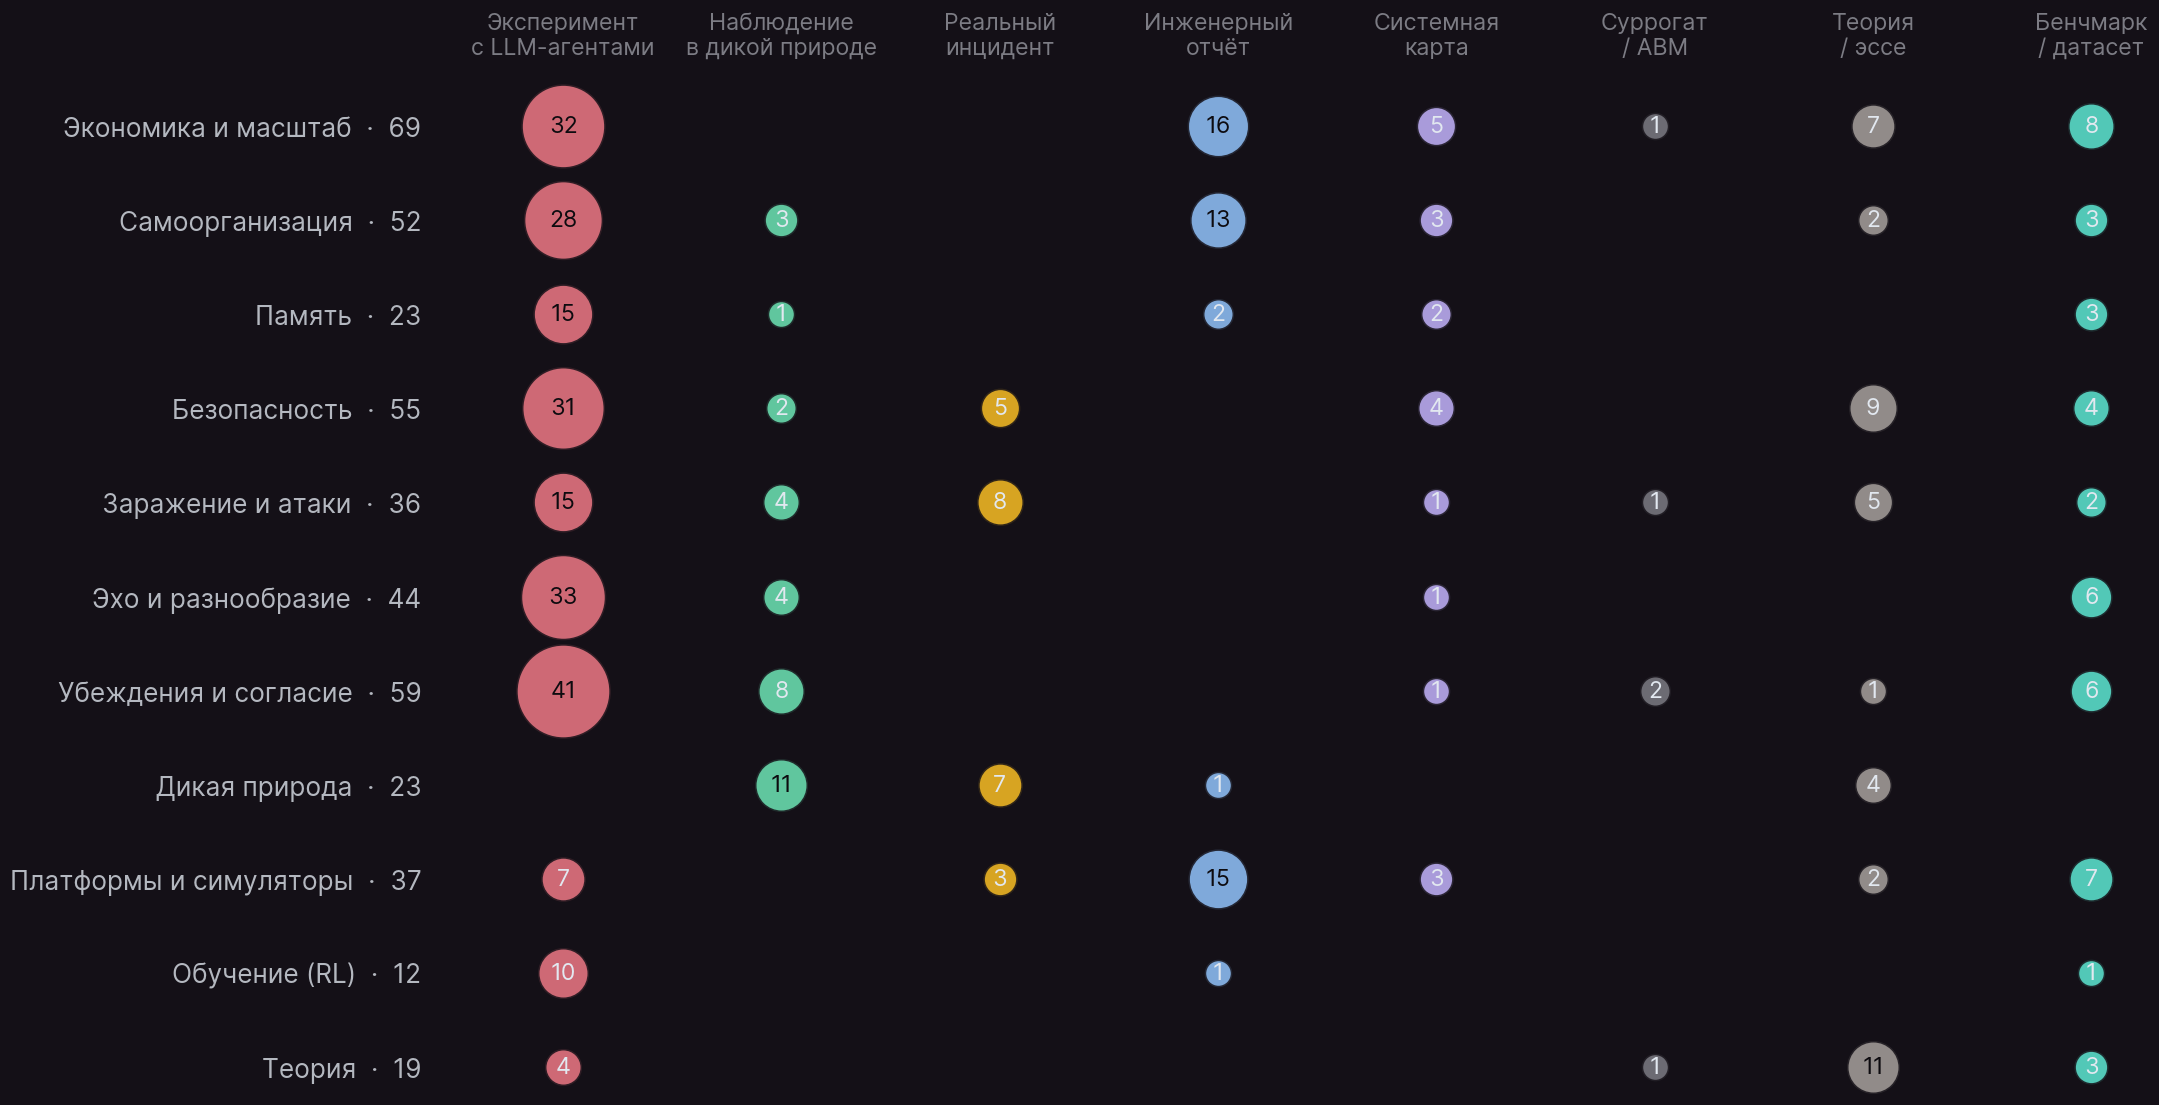 Эксперимент
с LLM-агентами
Наблюдение
в дикой природе
Реальный
инцидент
Инженерный
отчёт
Системная
карта
Суррогат
/ ABM
Теория
/ эссе
Бенчмарк
/ датасет
Экономика и масштаб · 69 32 16 5 1 7 8
Самоорганизация · 52 28 3 13 3 2 3
Память · 23 15 1 2 2 3
Безопасность · 55 31 2 5 4 9 4
Заражение и атаки · 36 15 4 8 1 1 5 2
Эхо и разнообразие · 44 33 4 1 6
Убеждения и согласие · 59 41 8 1 2 1 6
Дикая природа · 23 11 7 1 4
Платформы и симуляторы · 37 7 3 15 3 2 7
Обучение (RL) · 12 10 1 1
Теория · 19 4 1 11 3